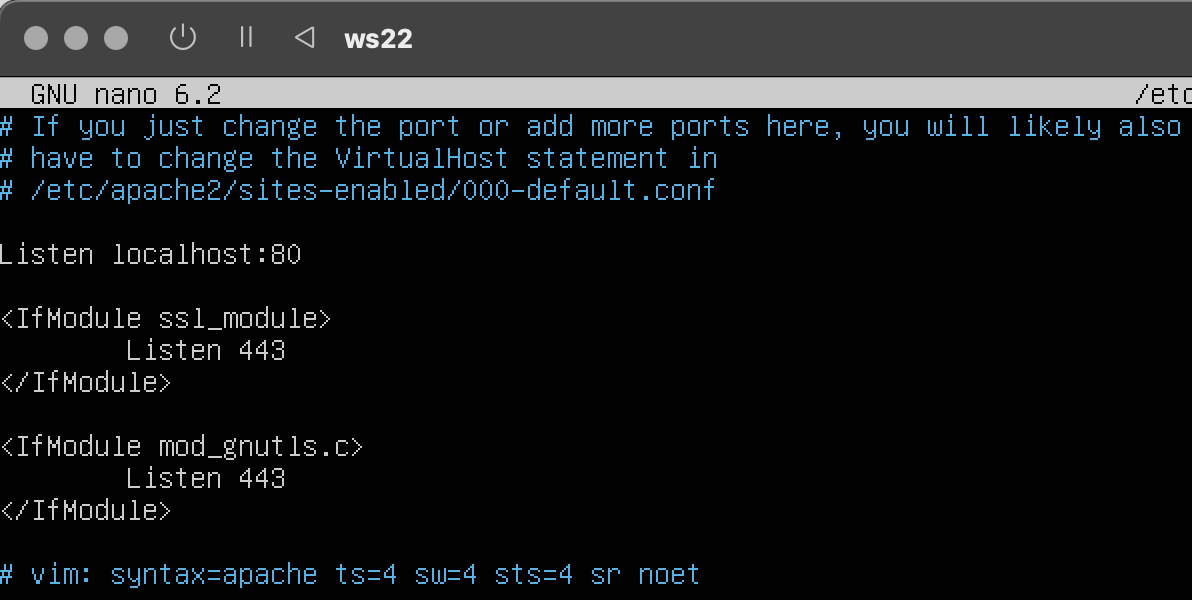 ws22
GNU nano 6.2 /etc
# If you just change the port or add more ports here, you will likely also
# have to change the VirtualHost statement in
# /etc/apache2/sites-enabled/000-default.conf
Listen localhost:80
<IfModule ssl_module>
        Listen 443
</IfModule>
<IfModule mod_gnutls.c>
        Listen 443
</IfModule>
# vim: syntax=apache ts=4 sw=4 sts=4 sr noet